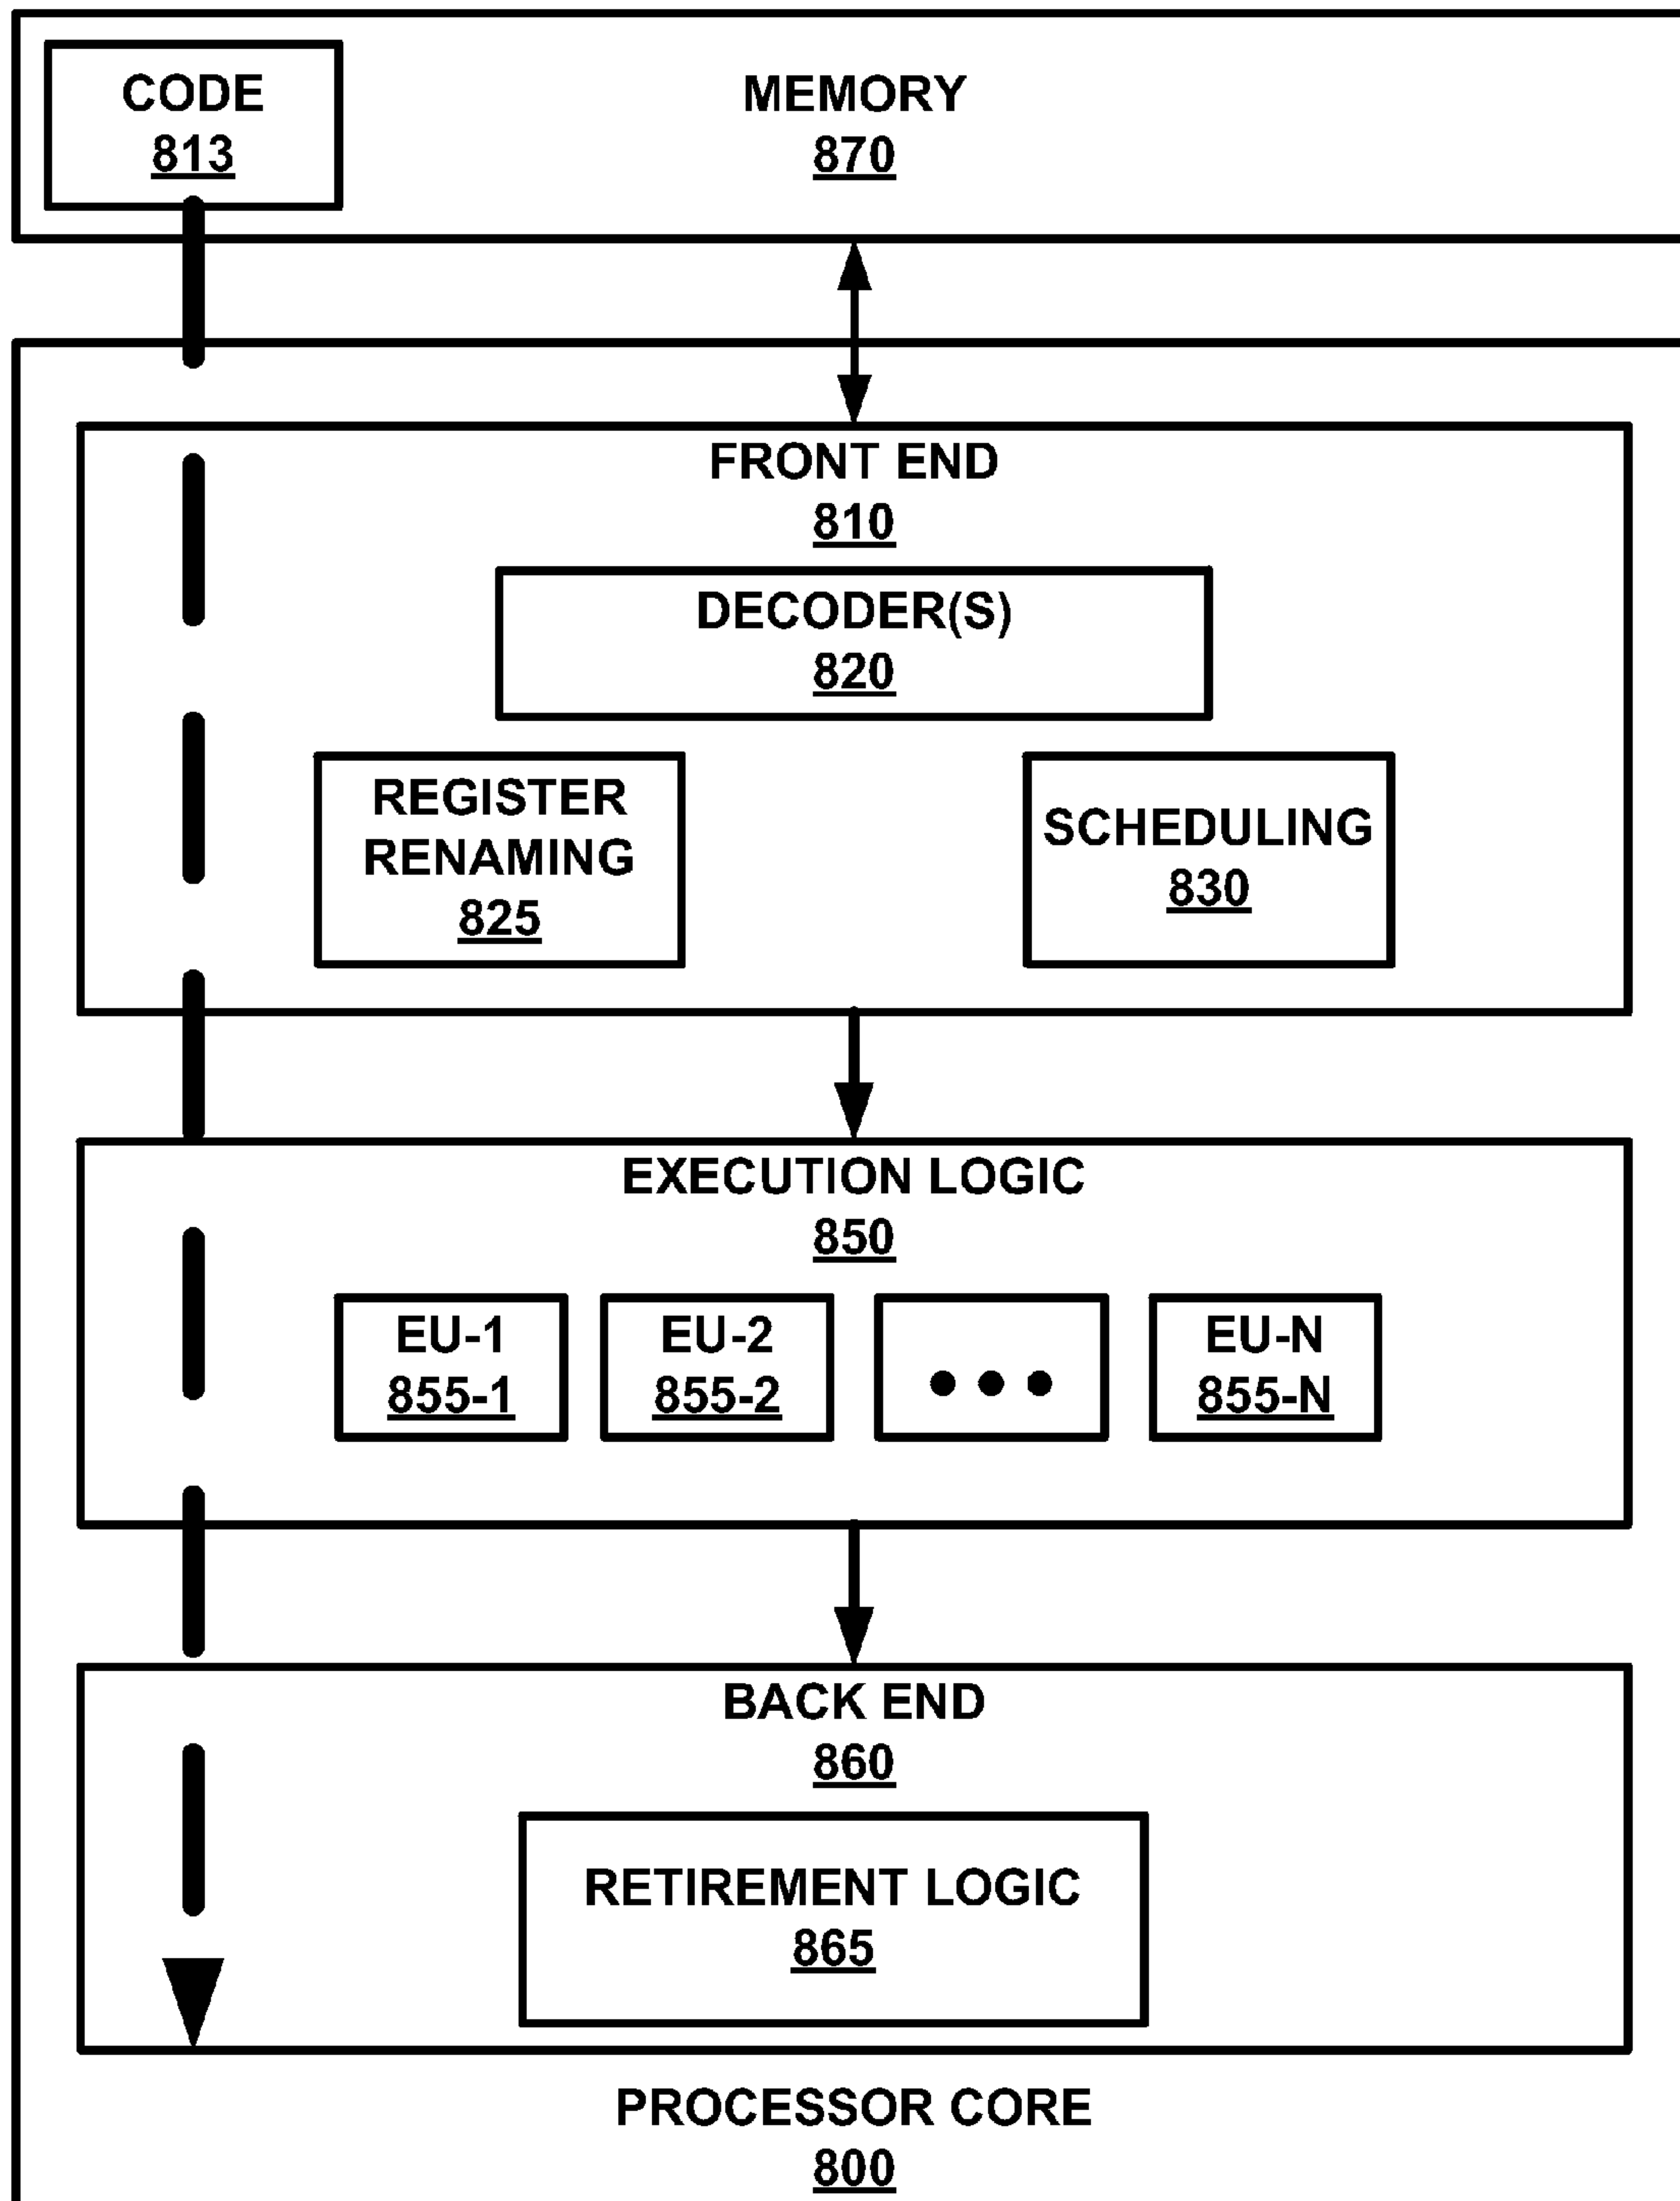 CODE
813
MEMORY
870
FRONT END
810
DECODER(S)
820
REGISTER
RENAMING
825
SCHEDULING
830
EXECUTION LOGIC
850
EU-1
855-1
EU-2
855-2
EU-N
855-N
BACK END
860
RETIREMENT LOGIC
865
PROCESSOR CORE
800